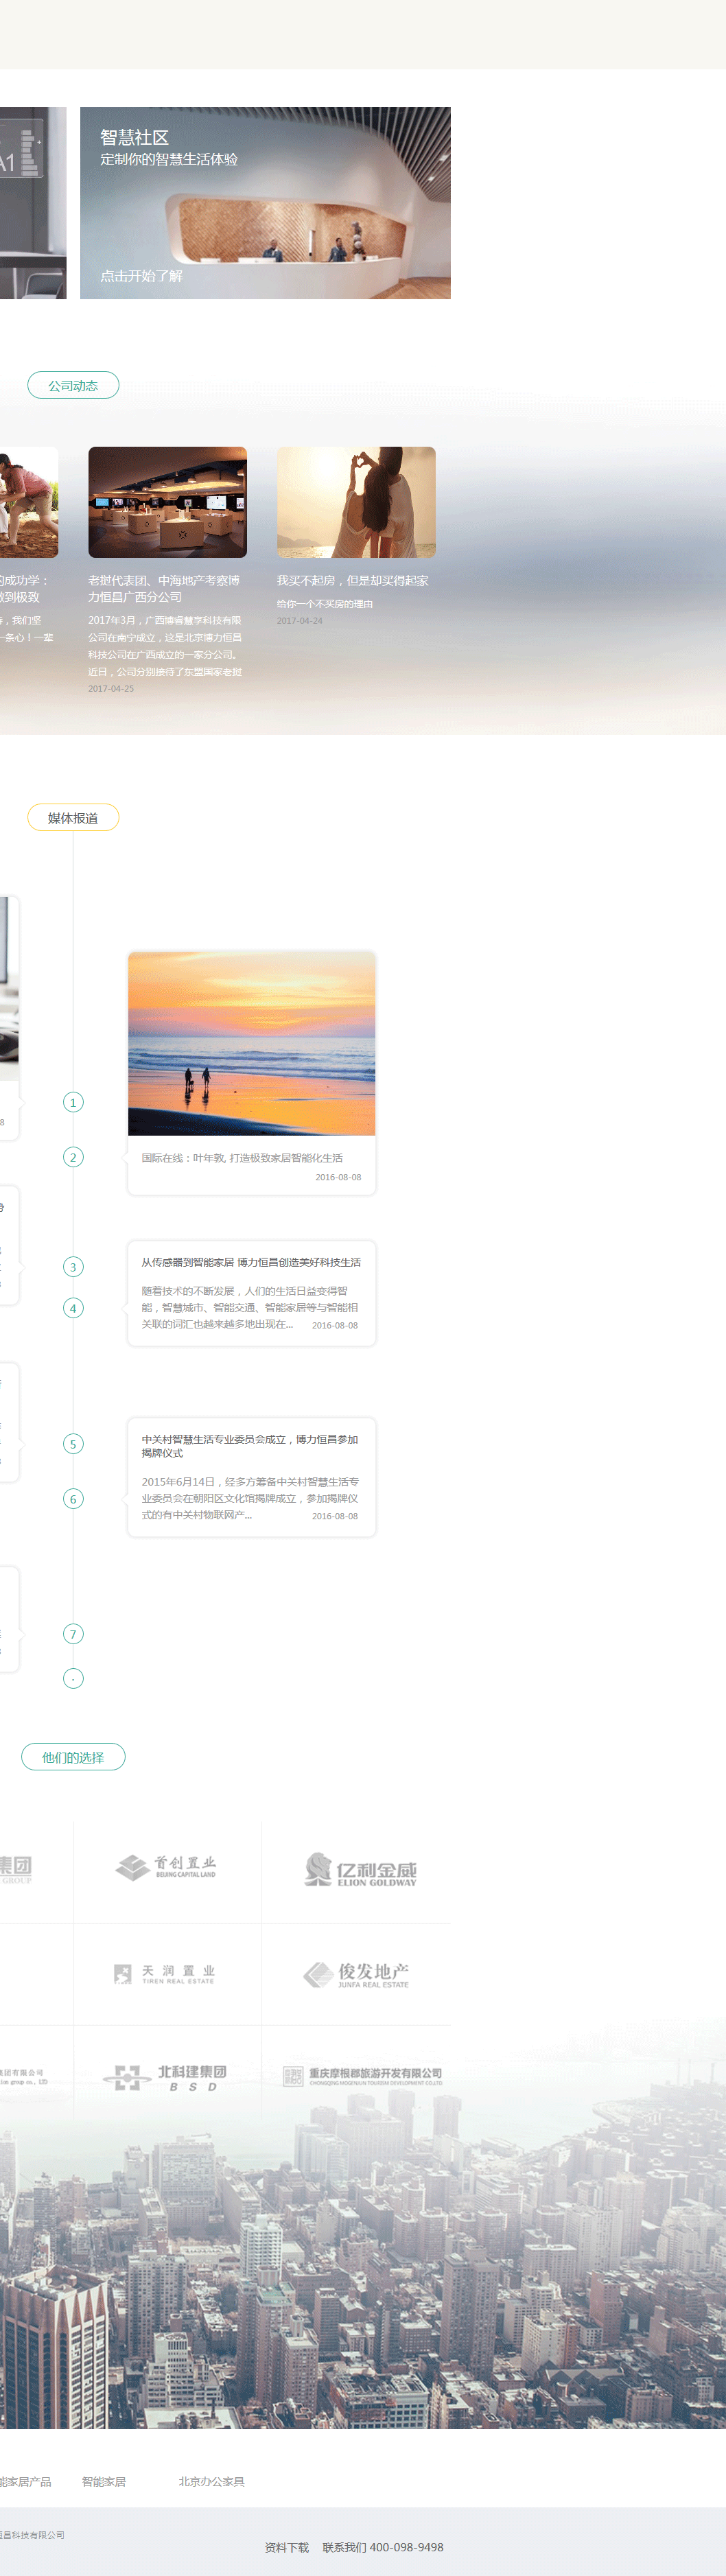 A1
智慧社区
定制你的智慧生活体验
点击开始了解
公司动态
的成功学：
做到极致
，我们坚
一条心！一辈
老挝代表团、中海地产考察博
力恒昌广西分公司
2017年3月，广西博睿慧享科技有限
公司在南宁成立，这是北京博力恒昌
科技公司在广西成立的一家分公司。
近日，公司分别接待了东盟国家老挝
2017-04-25
我买不起房，但是却买得起家
给你一个不买房的理由
2017-04-24
媒体报道
8
1
2
国际在线：叶年敦, 打造极致家居智能化生活
2016-08-08
3
从传感器到智能家居 博力恒昌创造美好科技生活
随着技术的不断发展，人们的生活日益变得智
能，智慧城市、智能交通、智能家居等与智能相
关联的词汇也越来越多地出现在...
2016-08-08
4
5
中关村智慧生活专业委员会成立，博力恒昌参加
揭牌仪式
2015年6月14日，经多方筹备中关村智慧生活专
业委员会在朝阳区文化馆揭牌成立，参加揭牌仪
式的有中关村物联网产...
2016-08-08
6
7
-
他们的选择
集团
GROUP
首创置业
BEIJING CAPITAL LAND
亿利金威
ELION GOLDWAY
天润置业
TIREN REAL ESTATE
俊发地产
JUNFA REAL ESTATE
集团有限公司
北科建集团
BSD
重庆摩根郡旅游开发有限公司
能家居产品
智能家居
北京办公家具
恒昌科技有限公司
资料下载
联系我们 400-098-9498